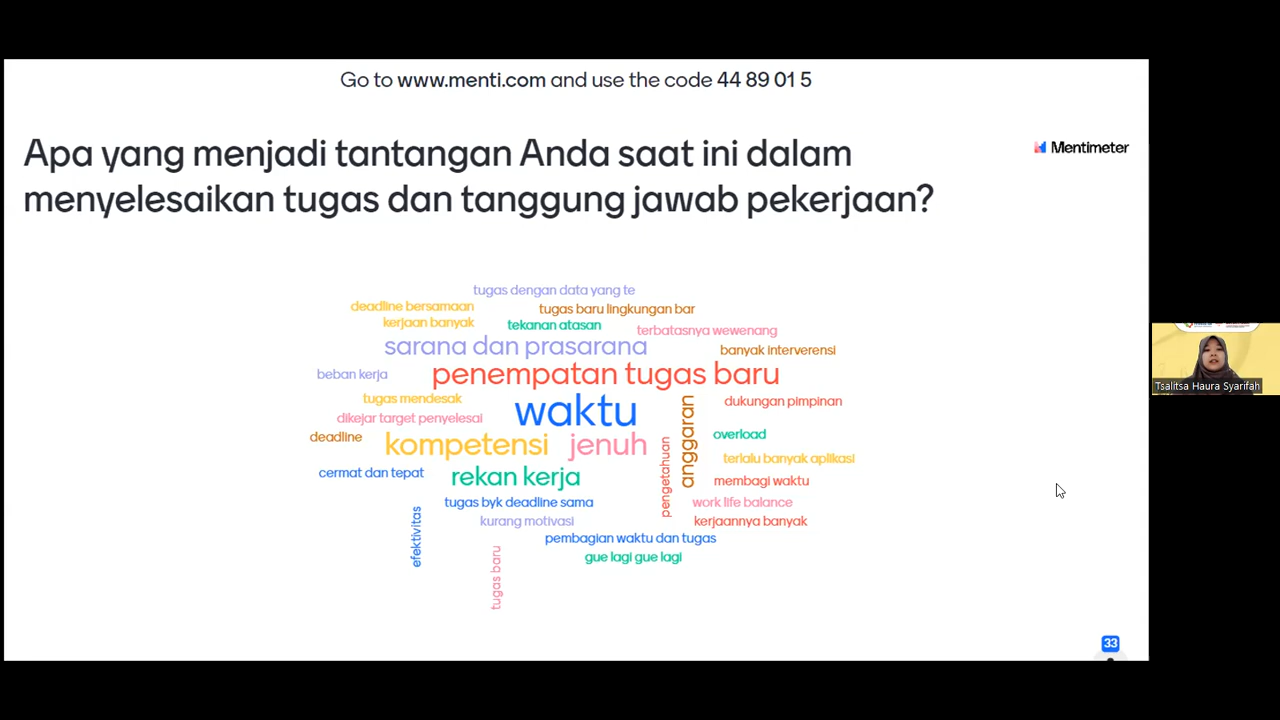 Go to www.menti.com and use the code 44 89 01 5
Apa yang menjadi tantangan Anda saat ini dalam
menyelesaikan tugas dan tanggung jawab pekerjaan?
Mentimeter
tugas dengan data yang te
deadline bersamaan
tugas baru lingkungan bar
kerjaan banyak
tekanan atasan
terbatasnya wewenang
sarana dan prasarana
banyak interverensi
beban kerja
penempatan tugas baru
tugas mendesak
waktu
anggaran
dukungan pimpinan
dikejar target penyelesai
deadline
kompetensi
jenuh
overload
pengetahuan
terlalu banyak aplikasi
cermat dan tepat
rekan kerja
membagi waktu
tugas byk deadline sama
work life balance
efektivitas
kurang motivasi
kerjaannya banyak
pembagian waktu dan tugas
tugas baru
gue lagi gue lagi
33
Tsalitsa Haura Syarifah